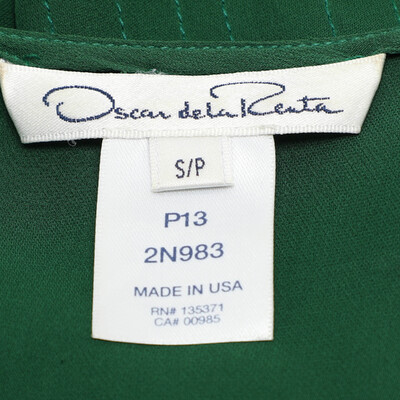 Oscar de la Renta
S/P
P13
2N983
MADE IN USA
RN# 135371
CA# 00985